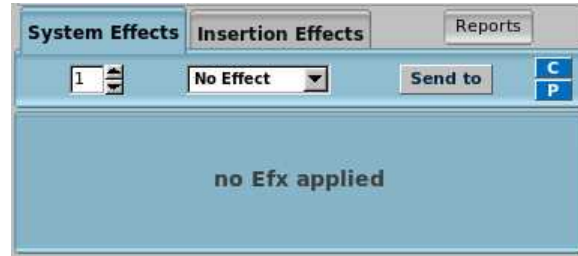 System Effects Insertion Effects Reports
1 No Effect Send to C
P
no Efx applied